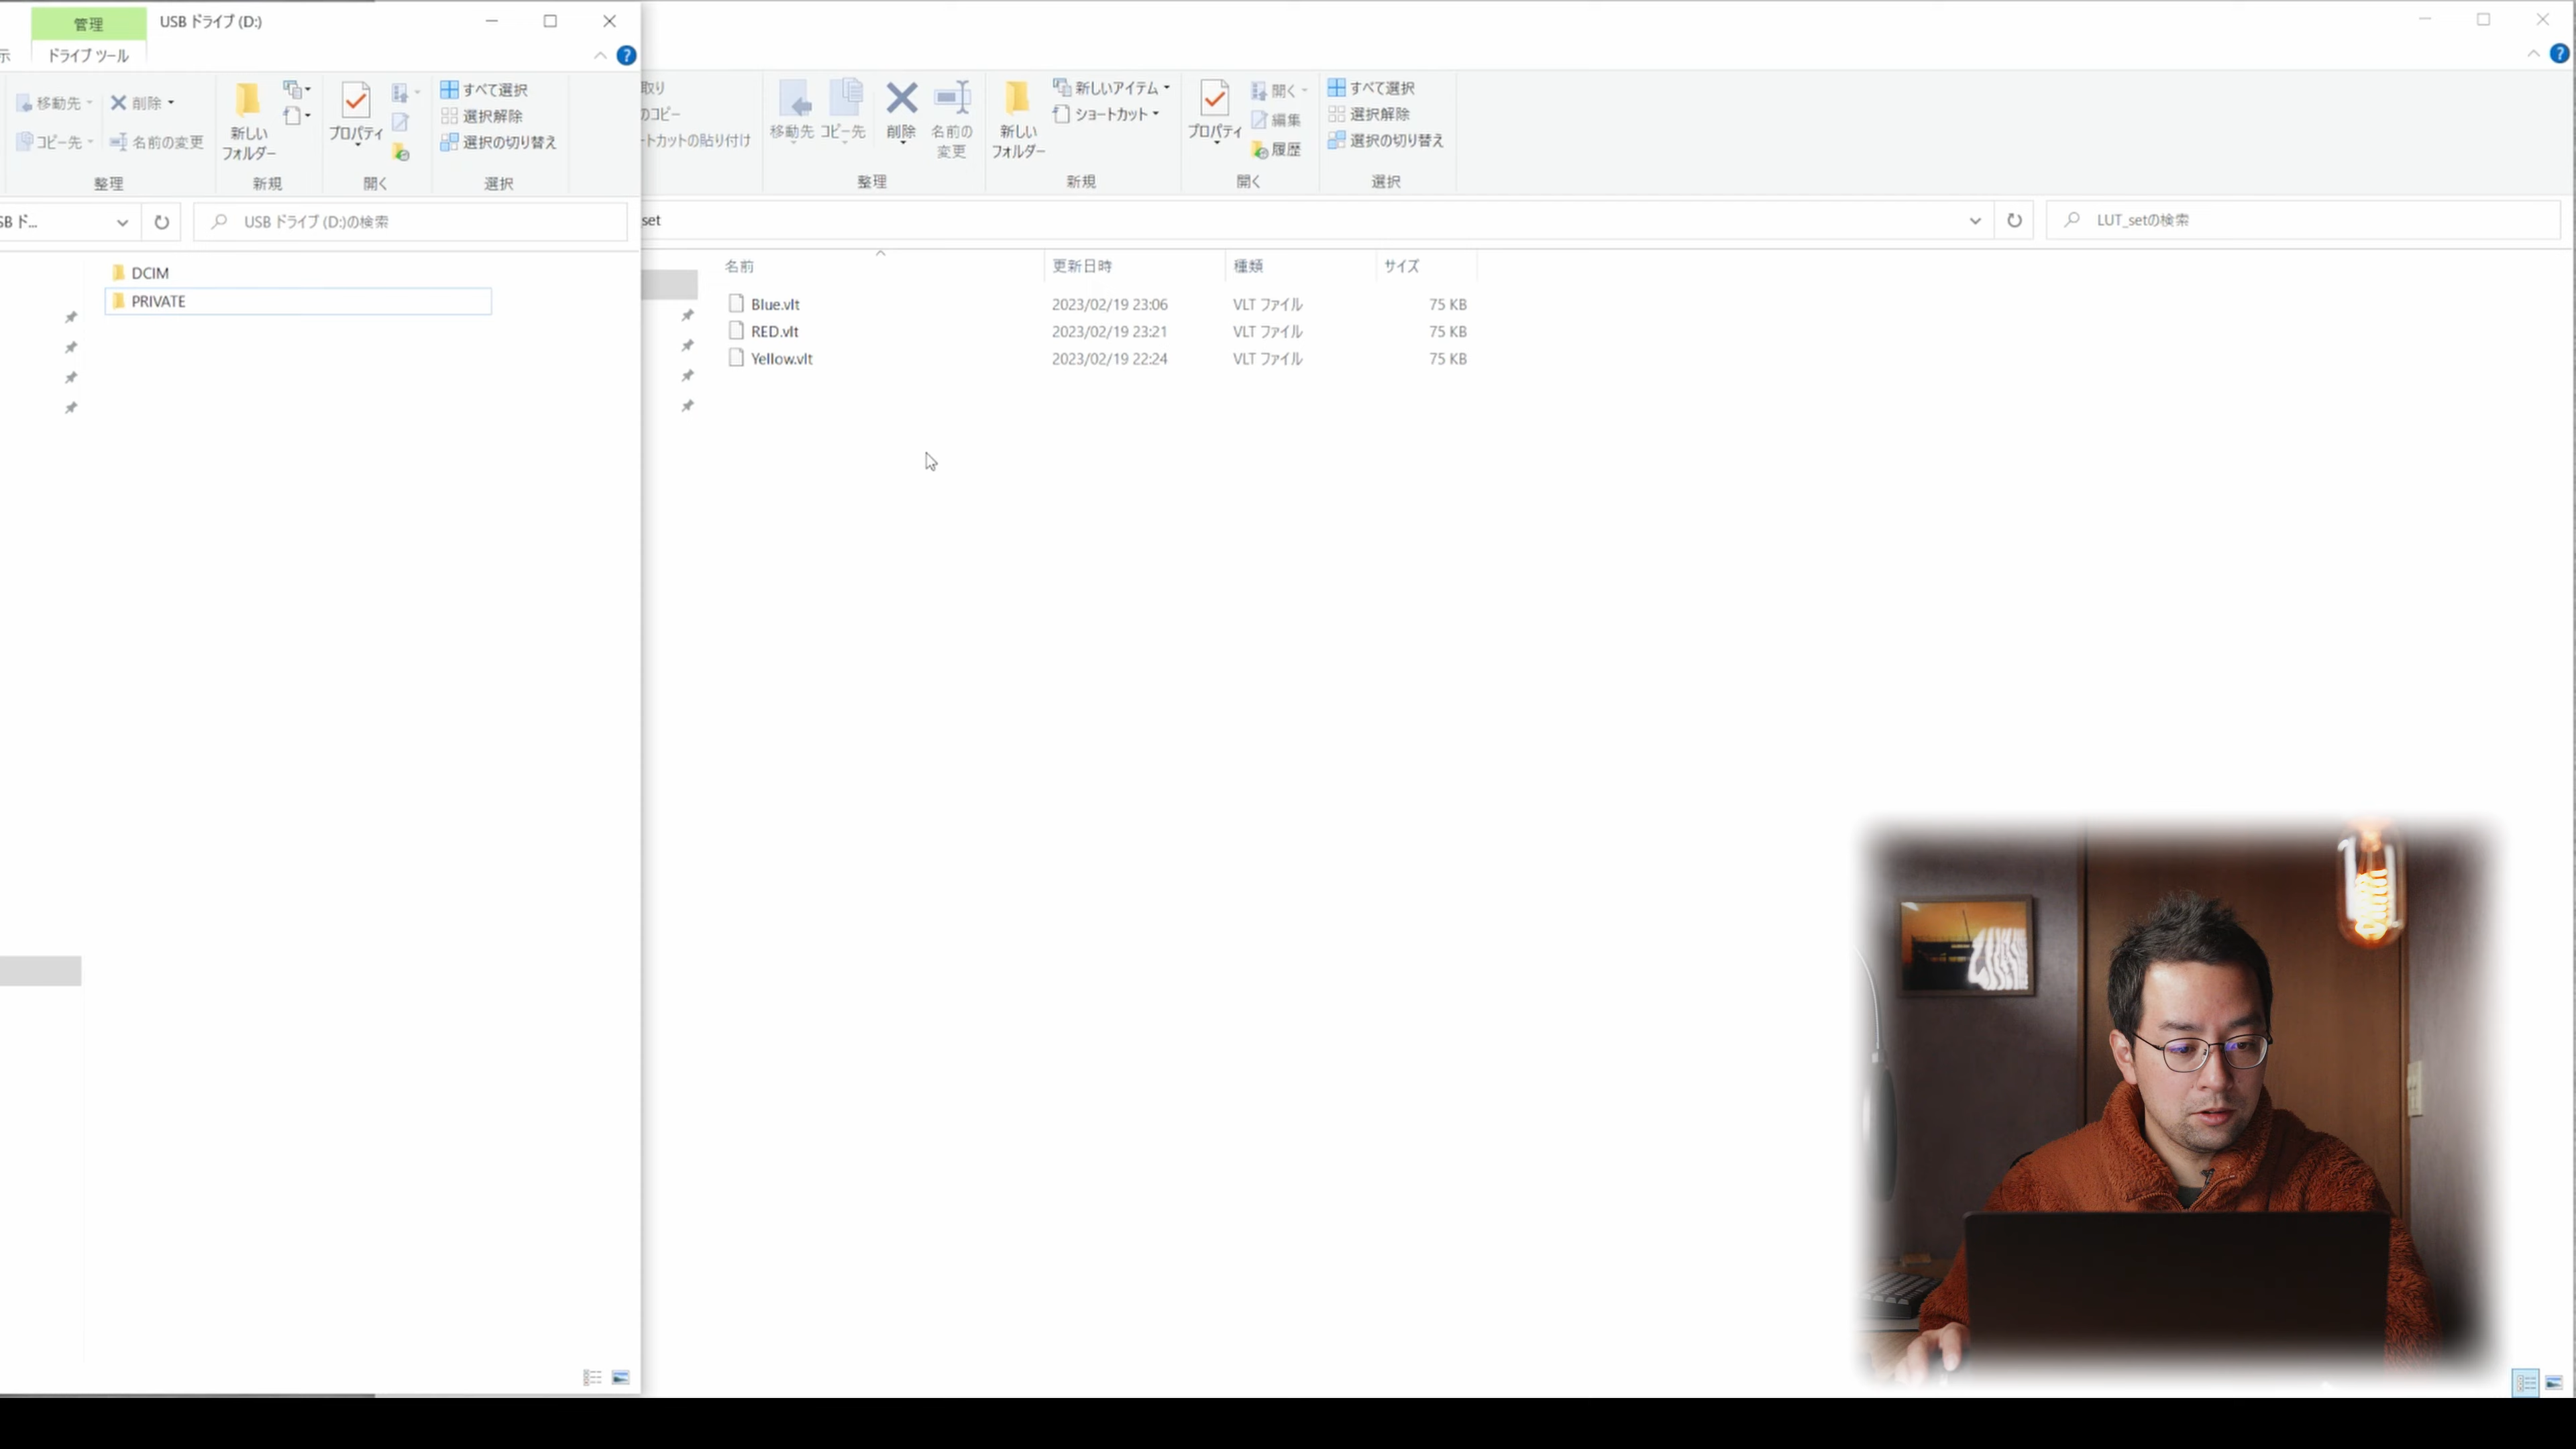 管理
USB ドライブ (D:)
示
ドライブ ツール
移動先
削除
コピー先
名前の変更
整理
新しい
フォルダー
新規
プロパティ
開く
すべて選択
選択解除
選択の切り替え
選択
SB ド...
USB ドライブ (D:)の検索
DCIM
PRIVATE
取り
のコピー
ートカットの貼り付け
移動先
コピー先
削除
名前の
変更
整理
新しい
フォルダー
新しいアイテム
ショートカット
新規
プロパティ
開く
編集
履歴
開く
すべて選択
選択解除
選択の切り替え
選択
set
LUT_setの検索
名前 更新日時 種類 サイズ
Blue.vlt 2023/02/19 23:06 VLT ファイル 75 KB
RED.vlt 2023/02/19 23:21 VLT ファイル 75 KB
Yellow.vlt 2023/02/19 22:24 VLT ファイル 75 KB